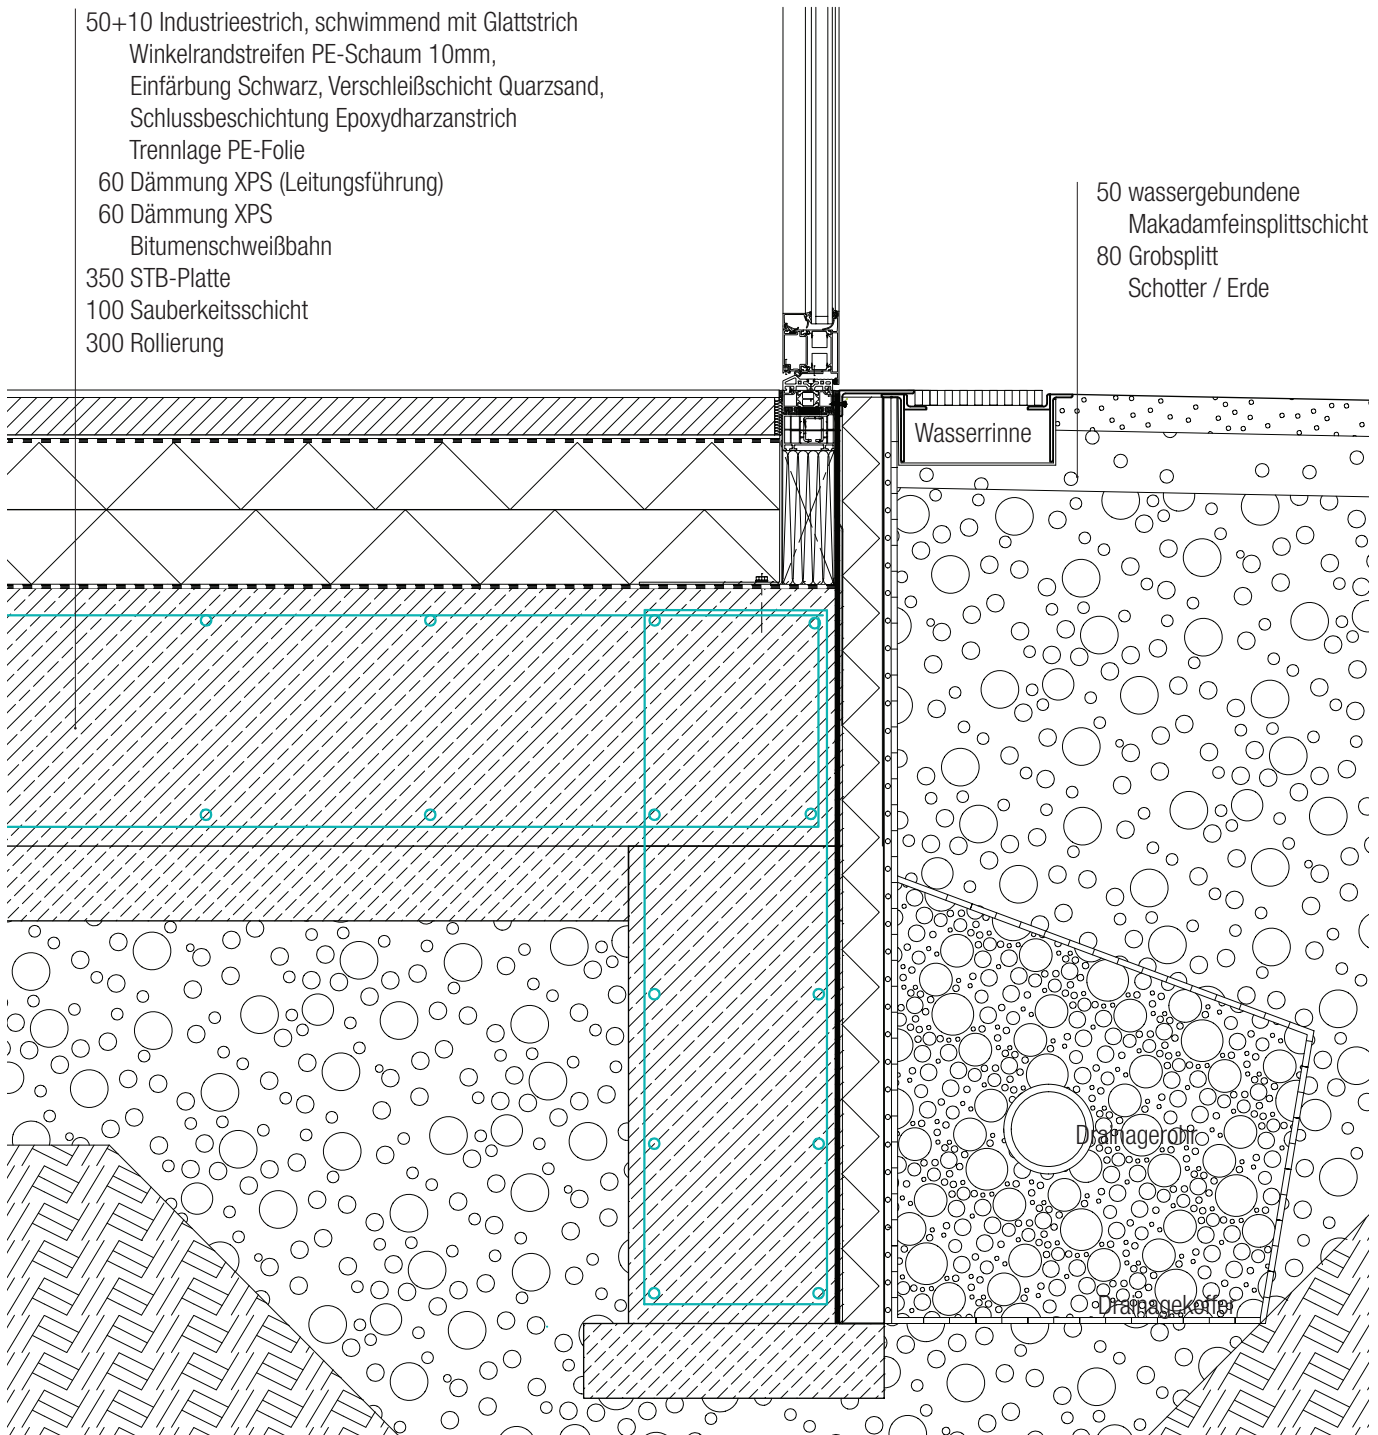 50+10 Industrieestrich, schwimmend mit Glattstrich
Winkelrandstreifen PE-Schaum 10mm,
Einfärbung Schwarz, Verschleißschicht Quarzsand,
Schlussbeschichtung Epoxydharzanstrich
Trennlage PE-Folie
60 Dämmung XPS (Leitungsführung)
60 Dämmung XPS
Bitumenschweißbahn
350 STB-Platte
100 Sauberkeitsschicht
300 Rollierung
50 wassergebundene
Makadamfeinsplittschicht
80 Grobsplitt
Schotter / Erde
Wasserrinne
Drainagerohr
Drainagekoffer